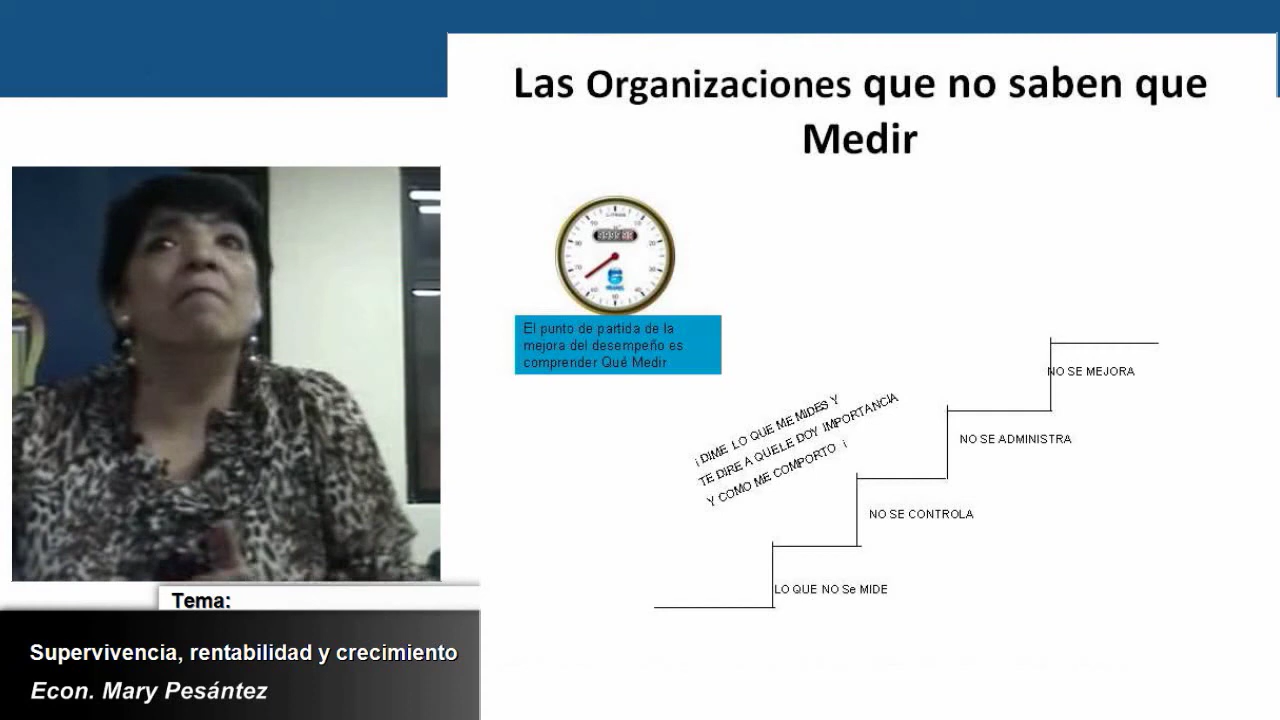 Las Organizaciones que no saben que
Medir
El punto de partida de la
mejora del desempeño es
comprender Qué Medir
¡ DIME LO QUE ME MIDES Y
TE DIRE A QUELE DOY IMPORTANCIA
Y COMO ME COMPORTO ¡
NO SE MEJORA
NO SE ADMINISTRA
NO SE CONTROLA
LO QUE NO Se MIDE
Tema:
Supervivencia, rentabilidad y crecimiento
Econ. Mary Pesántez